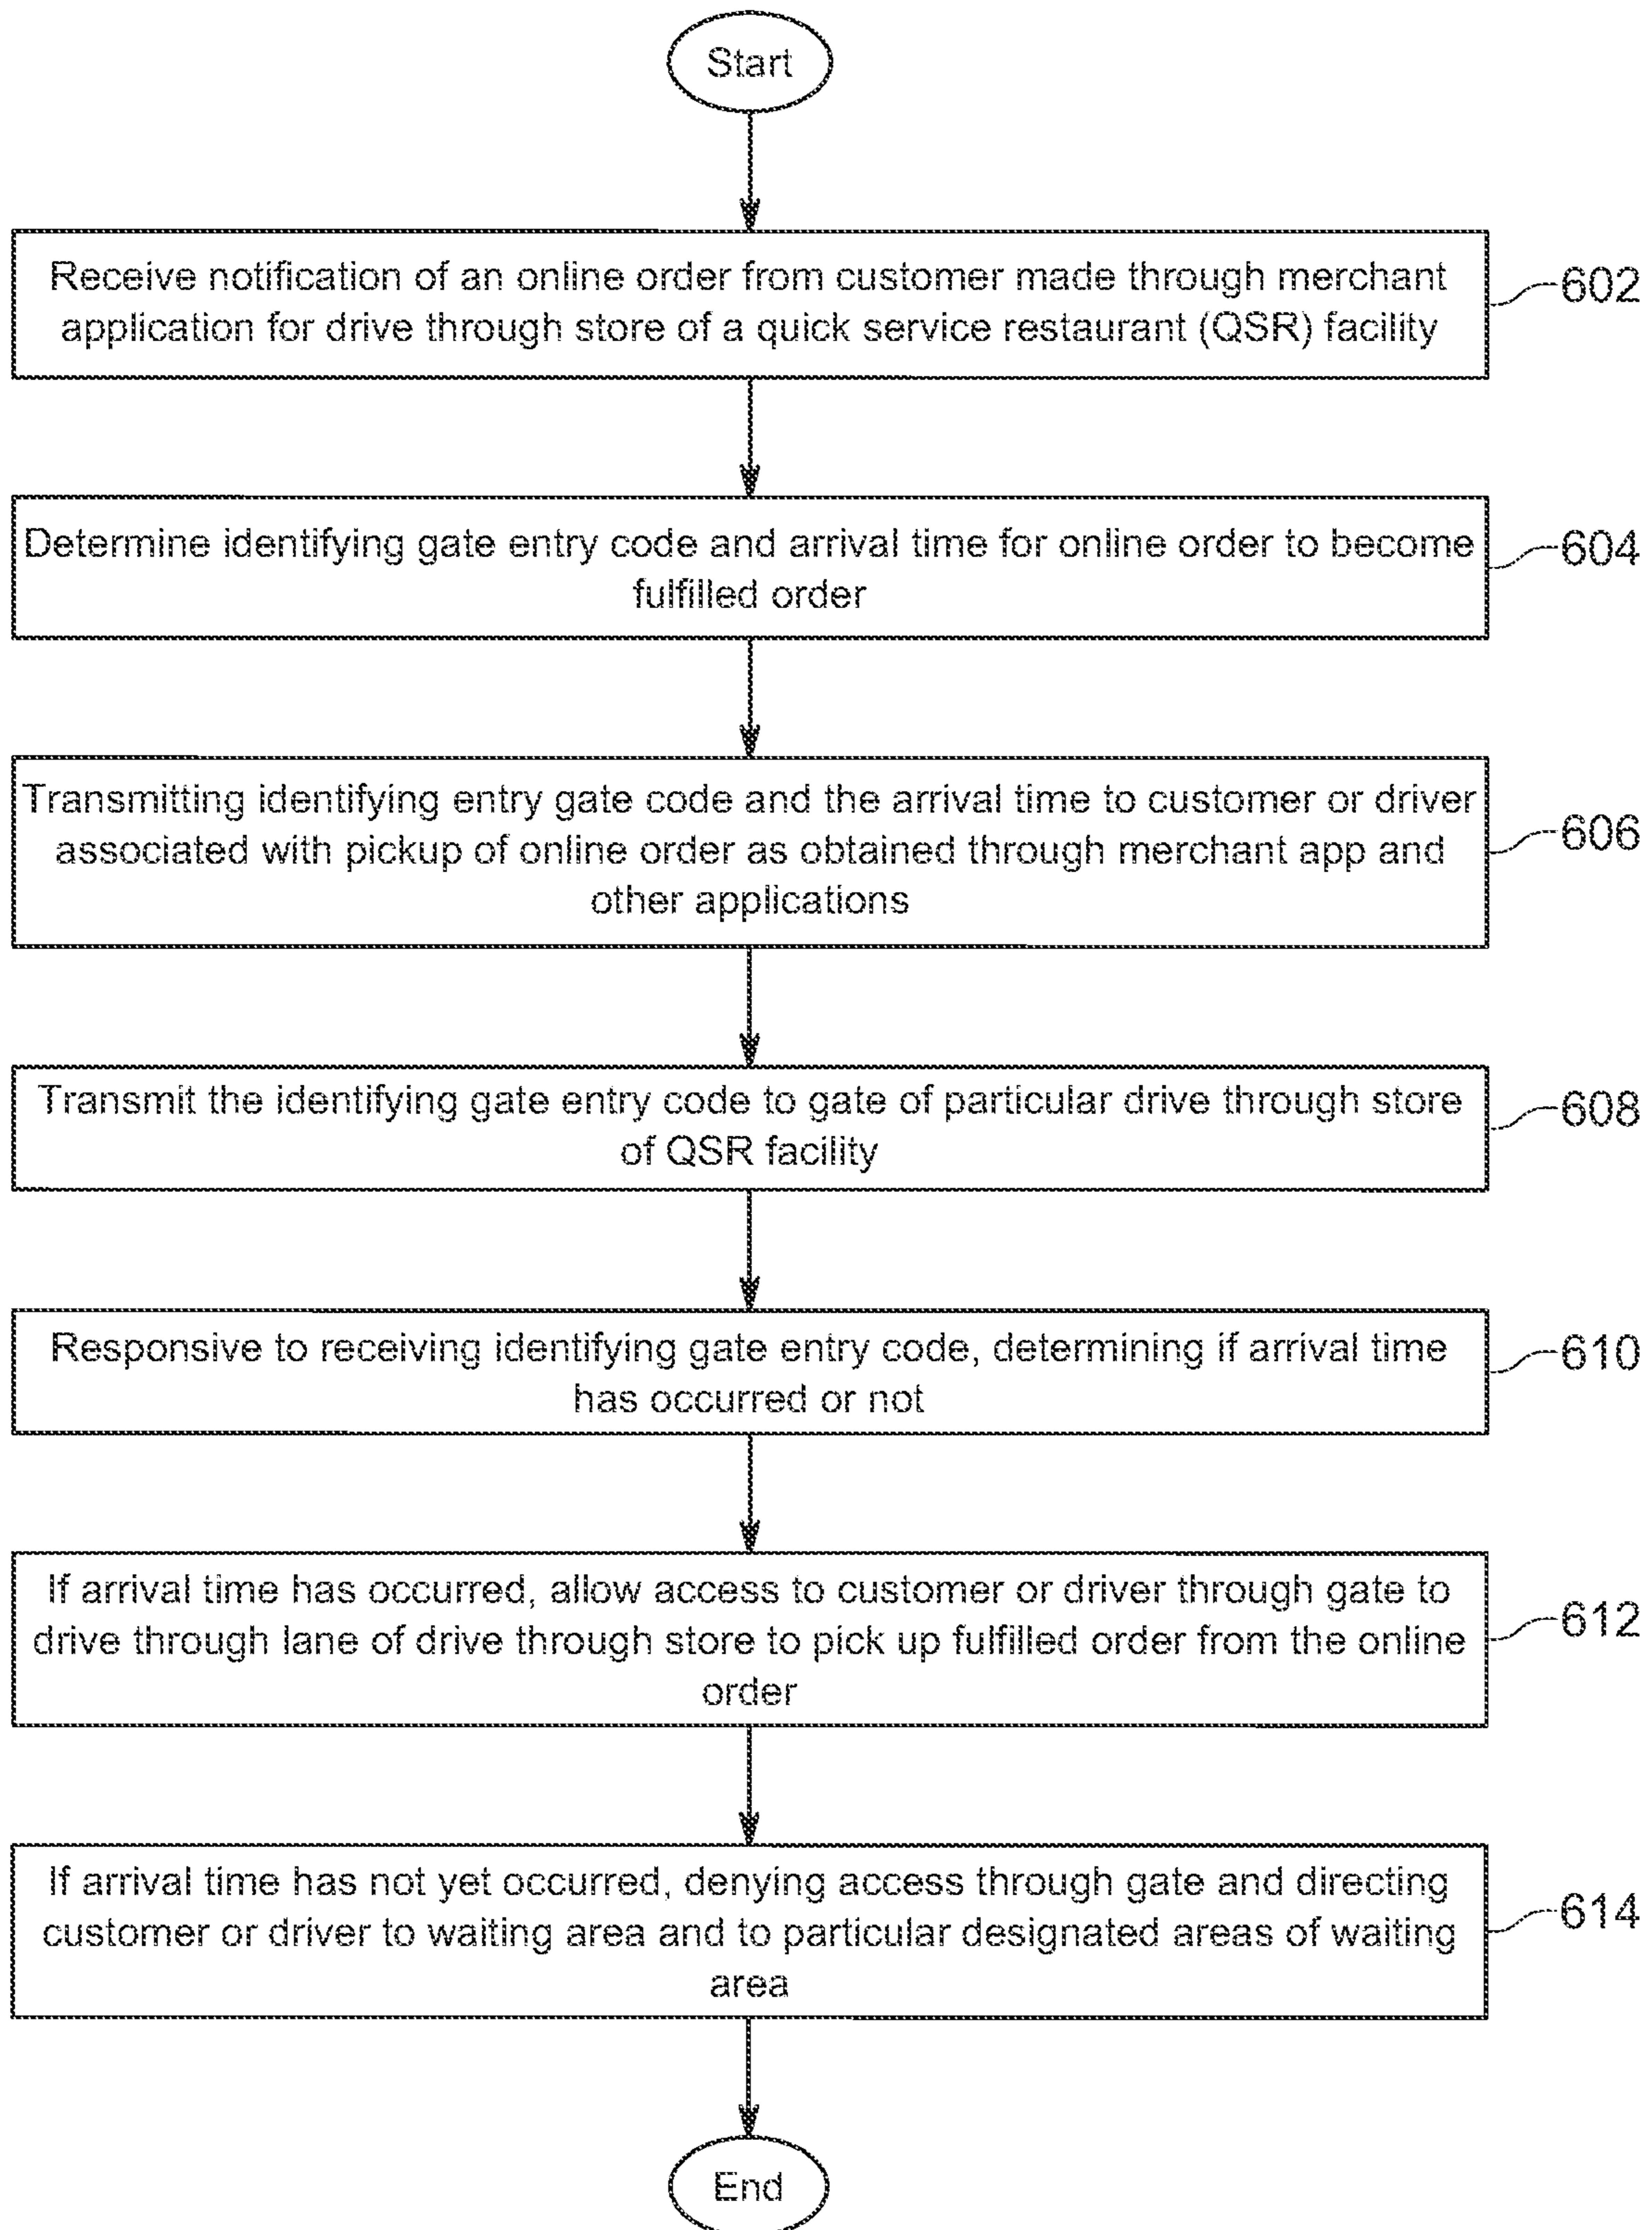 Start
Receive notification of an online order from customer made through merchant
application for drive through store of a quick service restaurant (QSR) facility
602
Determine identifying gate entry code and arrival time for online order to become
fulfilled order
604
Transmitting identifying entry gate code and the arrival time to customer or driver
associated with pickup of online order as obtained through merchant app and
other applications
606
Transmit the identifying gate entry code to gate of particular drive through store
of QSR facility
608
Responsive to receiving identifying gate entry code, determining if arrival time
has occurred or not
610
If arrival time has occurred, allow access to customer or driver through gate to
drive through lane of drive through store to pick up fulfilled order from the online
order
612
If arrival time has not yet occurred, denying access through gate and directing
customer or driver to waiting area and to particular designated areas of waiting
area
614
End